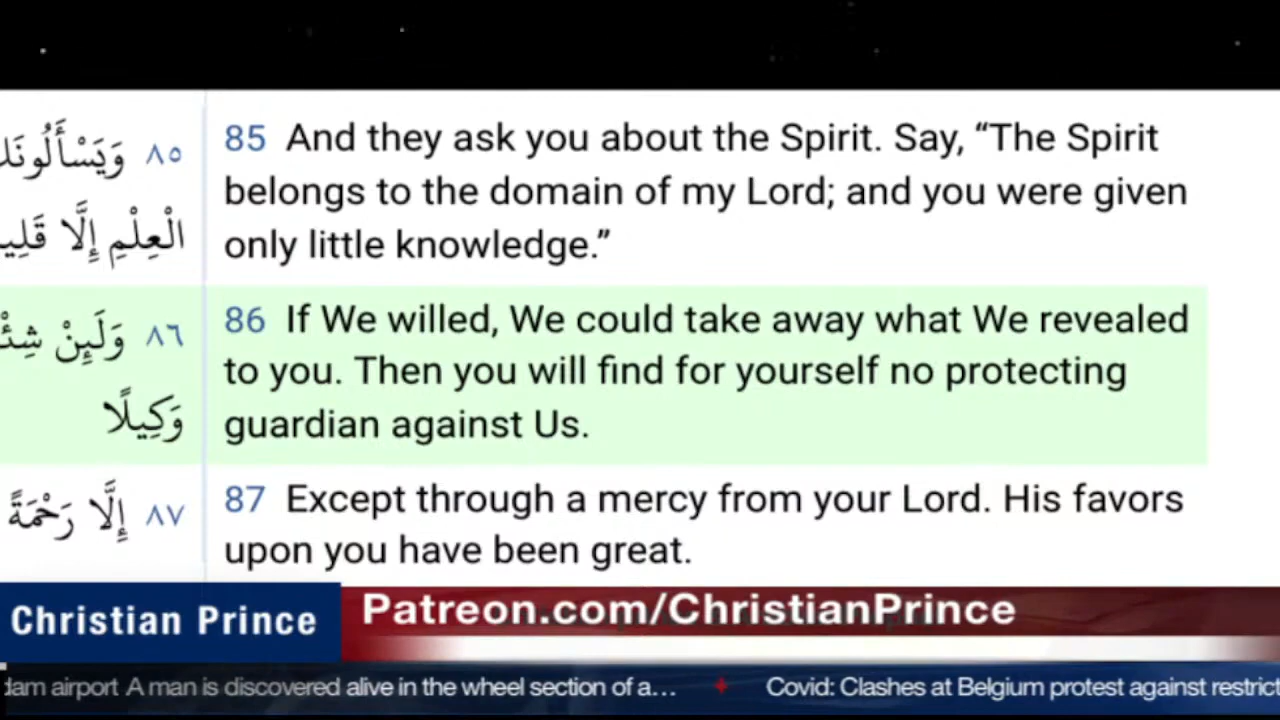 ٨٥ وَيَسْأَلُونَكَ
85 And they ask you about the Spirit. Say, “The Spirit
belongs to the domain of my Lord; and you were given
الْعِلْمِ إِلَّا
only little knowledge.”
٨٦ وَلَئِنْ
86 If We willed, We could take away what We revealed
to you. Then you will find for yourself no protecting
وَكِيلًا
guardian against Us.
٨٧ إِلَّا رَحْمَةً
87 Except through a mercy from your Lord. His favors
upon you have been great.
Christian Prince
Patreon.com/ChristianPrince
airport A man is discovered alive in the wheel section of a… Covid: Clashes at Belgium protest against